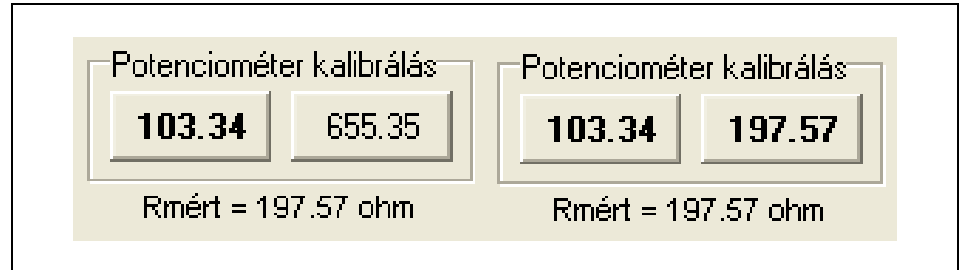 Potenciométer kalibrálás
103.34 655.35
Rmért = 197.57 ohm
Potenciométer kalibrálás
103.34 197.57
Rmért = 197.57 ohm